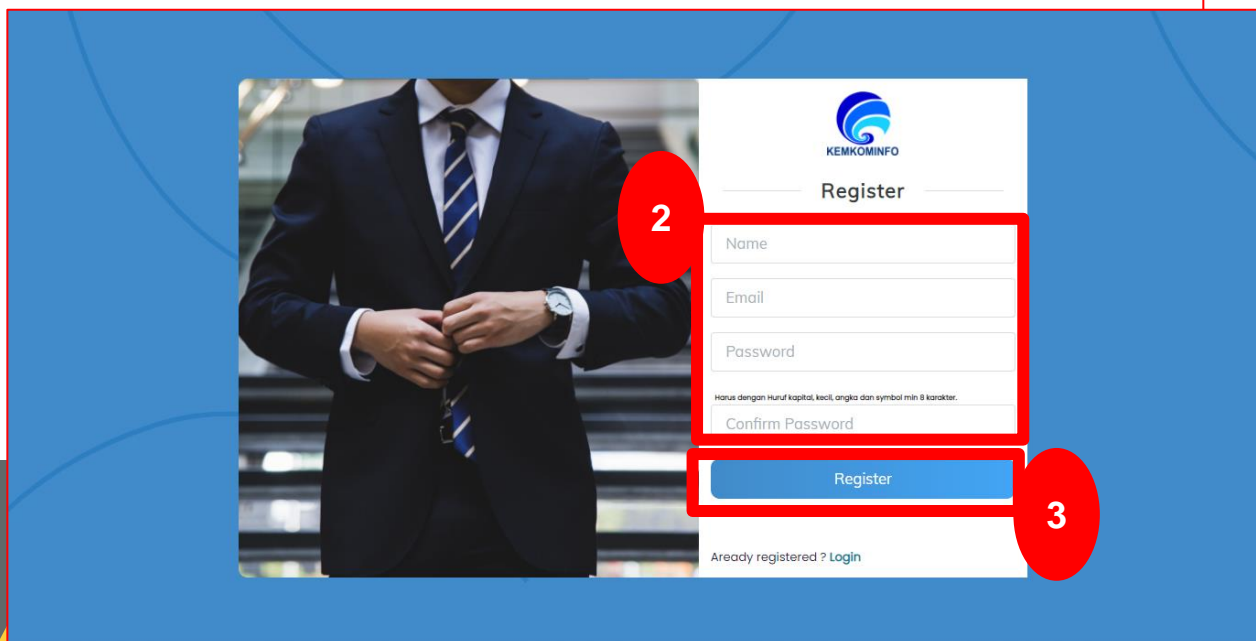 KEMKOMINFO
Register
2
Name
Email
Password
Harus dengan Huruf kapital, kecil, angka dan symbol min 8 karakter.
Confirm Password
Register
3
Aready registered ? Login